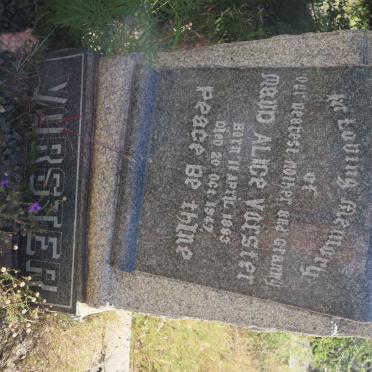 In Loving Memory
of
our dearest mother and granny
Maud Alice Vorster
Born 11 April 1893
Died 20 Oct. 1967.
Peace Be Thine
VORSTER